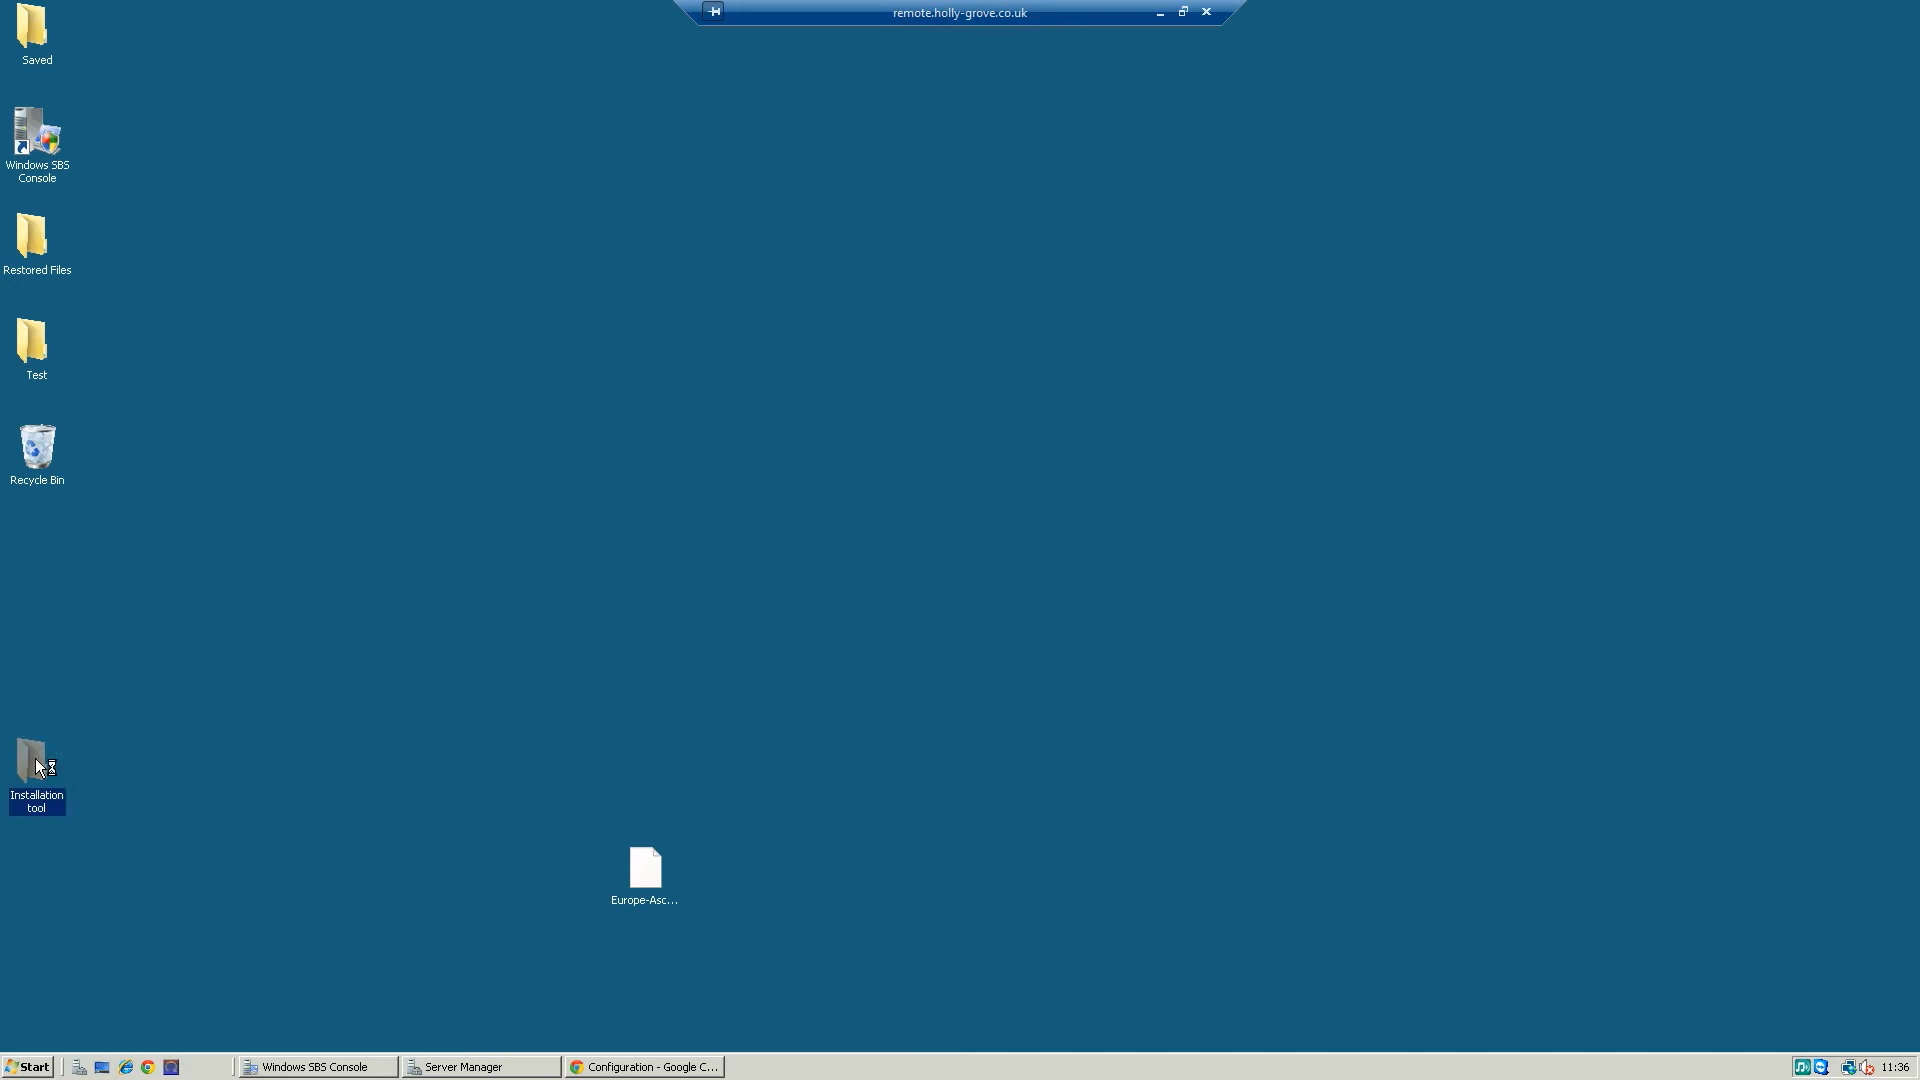 remote.holly-grove.co.uk
Saved
Windows SBS
Console
Restored Files
Test
Recycle Bin
Installation
tool
Europe-Asc...
Start
Windows SBS Console
Server Manager
Configuration - Google C...
11:36